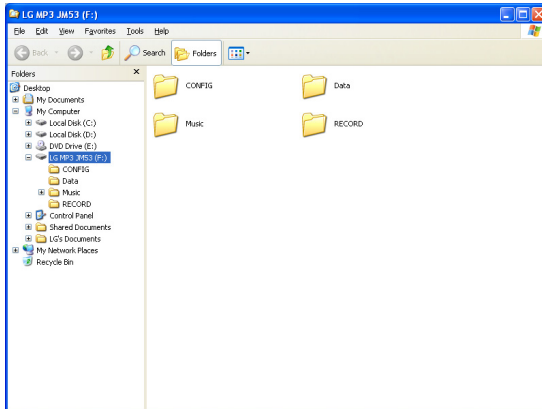 LG MP3 JM53 (F:)
File Edit View Favorites Tools Help
Back Search Folders
Folders
Desktop
My Documents
My Computer
Local Disk (C:)
Local Disk (D:)
DVD Drive (E:)
LG MP3 JM53 (F:)
CONFIG
Data
Music
RECORD
Control Panel
Shared Documents
LG's Documents
My Network Places
Recycle Bin
CONFIG Data
Music RECORD